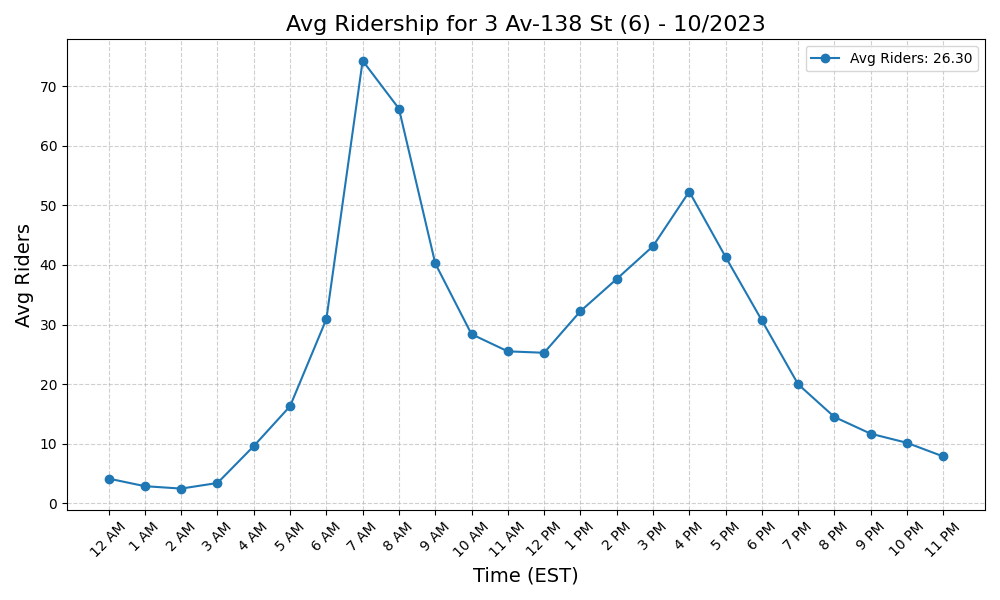 Avg Ridership for 3 Av-138 St (6) - 10/2023
Avg Riders: 26.30
Avg Riders
70
60
50
40
30
20
10
0
12 AM
1 AM
2 AM
3 AM
4 AM
5 AM
6 AM
7 AM
8 AM
9 AM
10 AM
11 AM
12 PM
1 PM
2 PM
3 PM
4 PM
5 PM
6 PM
7 PM
8 PM
9 PM
10 PM
11 PM
Time (EST)